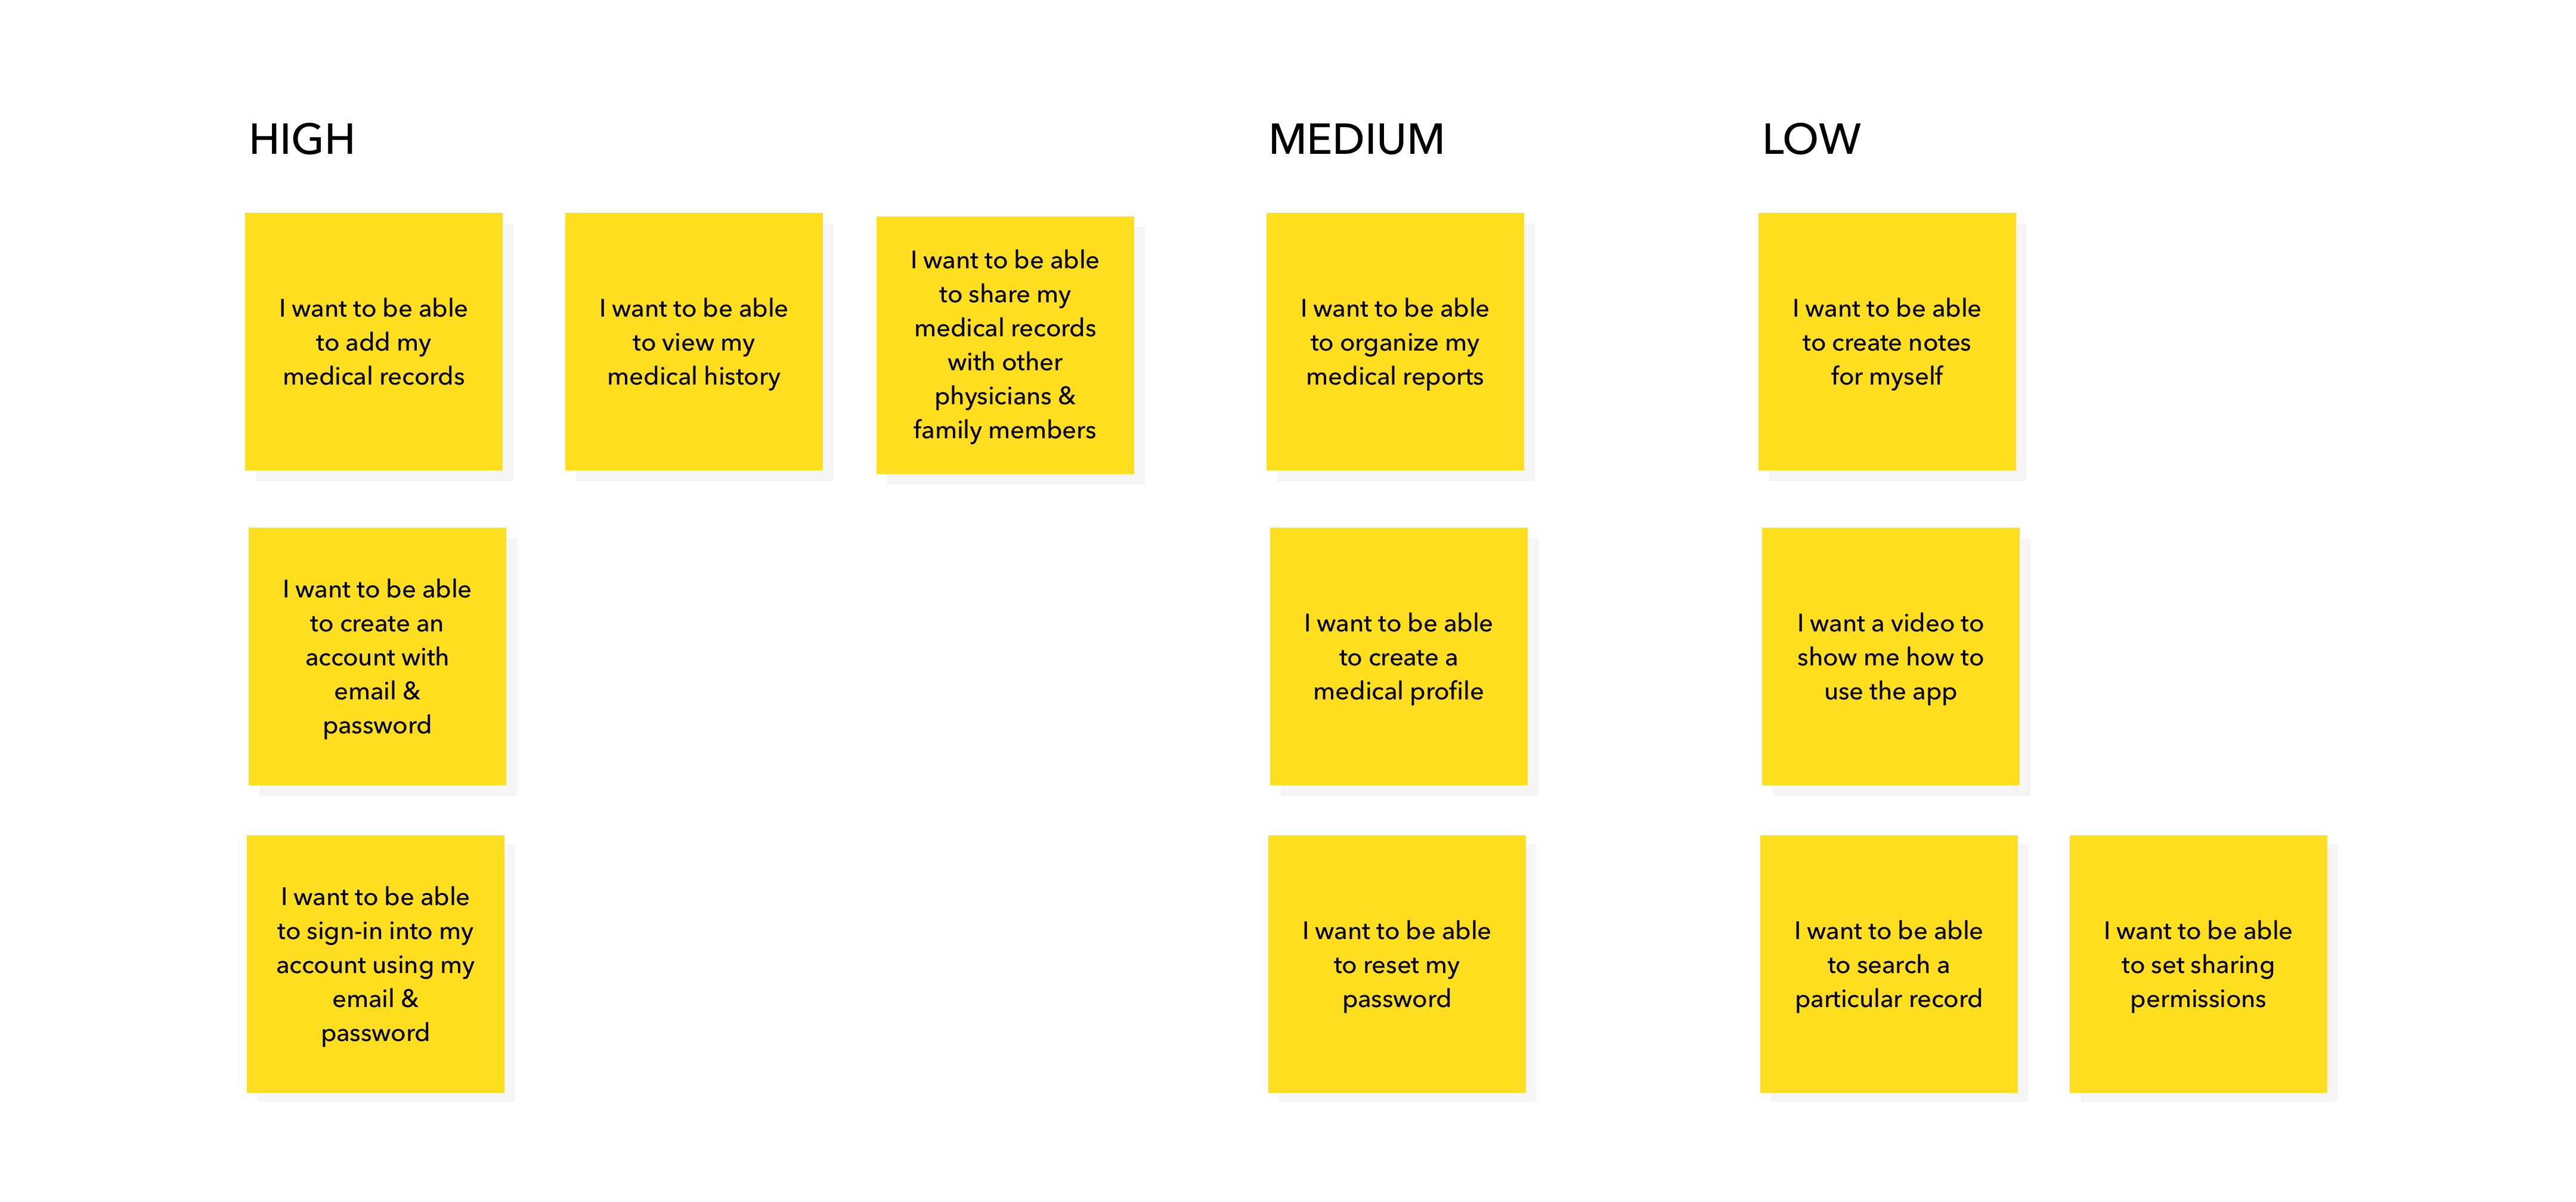 HIGH
MEDIUM
LOW
I want to be able
to add my
medical records
I want to be able
to view my
medical history
I want to be able
to share my
medical records
with other
physicians &
family members
I want to be able
to organize my
medical reports
I want to be able
to create notes
for myself
I want to be able
to create an
account with
email &
password
I want to be able
to create a
medical profile
I want a video to
show me how to
use the app
I want to be able
to sign-in into my
account using my
email &
password
I want to be able
to reset my
password
I want to be able
to search a
particular record
I want to be able
to set sharing
permissions